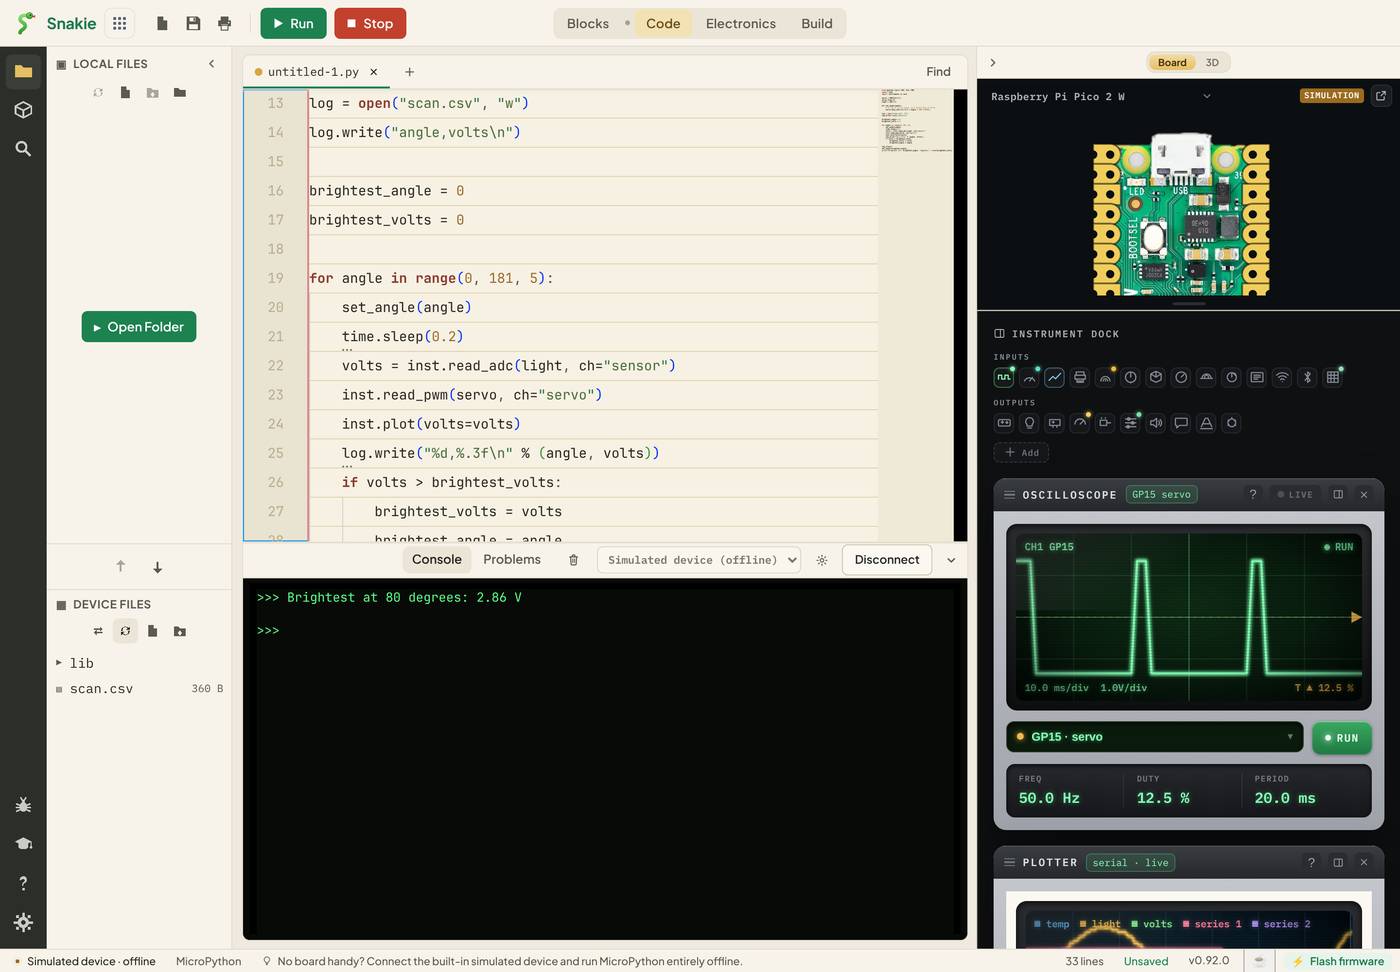 Snakie
Run
Stop
Blocks
Code
Electronics
Build
LOCAL FILES
Open Folder
DEVICE FILES
lib
scan.csv 360 B
untitled-1.py
Find
13 log = open("scan.csv", "w")
14 log.write("angle,volts\n")
15
16 brightest_angle = 0
17 brightest_volts = 0
18
19 for angle in range(0, 181, 5):
20 set_angle(angle)
21 time.sleep(0.2)
22 volts = inst.read_adc(light, ch="sensor")
23 inst.read_pwm(servo, ch="servo")
24 inst.plot(volts=volts)
25 log.write("%d,%.3f\n" % (angle, volts))
26 if volts > brightest_volts:
27 brightest_volts = volts
28 brightest_angle = angle
Console
Problems
Simulated device (offline)
Disconnect
>>> Brightest at 80 degrees: 2.86 V
>>>
Board
3D
Raspberry Pi Pico 2 W
SIMULATION
LED
USB
BOOTSEL
INSTRUMENT DOCK
INPUTS
OUTPUTS
+ Add
OSCILLOSCOPE
GP15 servo
?
LIVE
CH1 GP15
RUN
10.0 ms/div 1.0V/div
T ▲ 12.5 %
GP15 · servo
RUN
FREQ
50.0 Hz
DUTY
12.5 %
PERIOD
20.0 ms
PLOTTER
serial · live
?
temp
light
volts
series 1
series 2
Simulated device · offline
MicroPython
No board handy? Connect the built-in simulated device and run MicroPython entirely offline.
33 lines
Unsaved
v0.92.0
Flash firmware